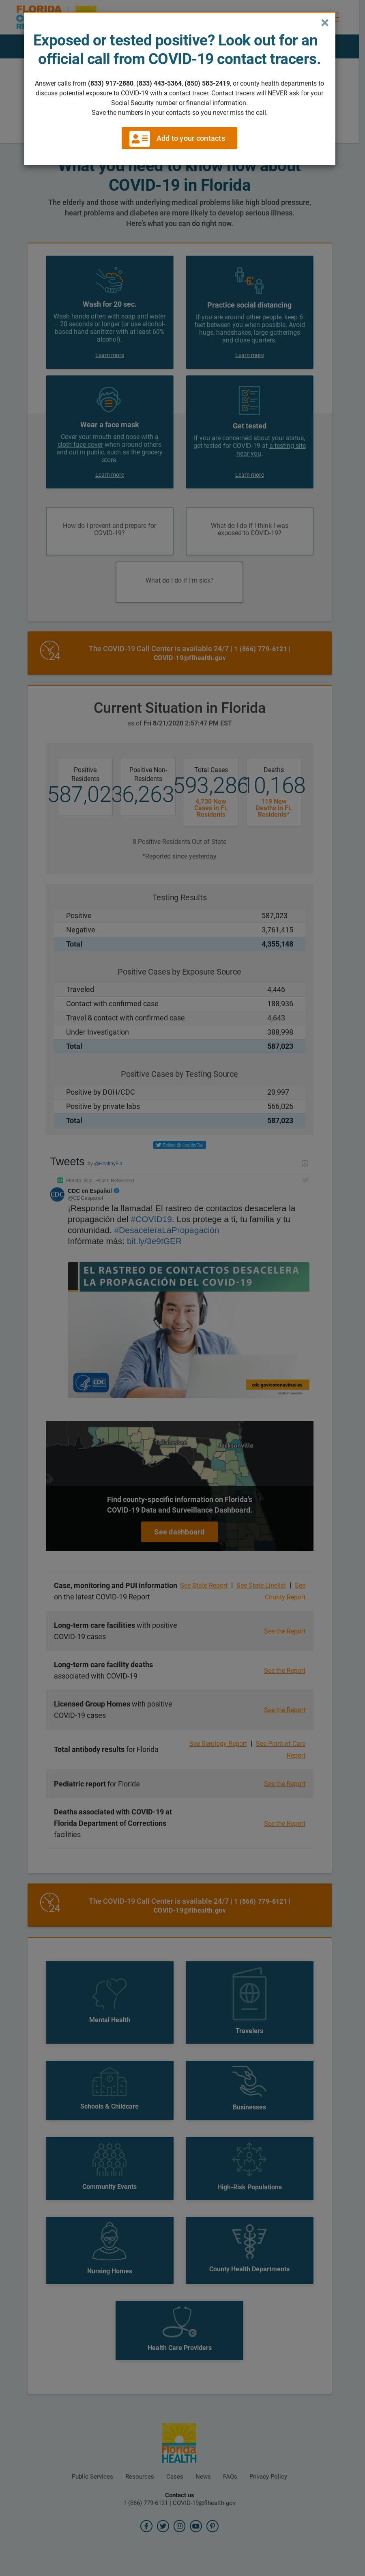 FLORIDA
×
Exposed or tested positive? Look out for an
official call from COVID-19 contact tracers.
Answer calls from (833) 917-2880, (833) 443-5364, (850) 583-2419, or county health departments to
discuss potential exposure to COVID-19 with a contact tracer. Contact tracers will NEVER ask for your
Social Security number or financial information.
Save the numbers in your contacts so you never miss the call.
Add to your contacts
What you need to know now about
COVID-19 in Florida
The elderly and those with underlying medical conditions like high blood pressure,
heart problems and diabetes are more likely to develop serious illness.
Here's what you can do right now.
Wash for 20 sec.
Wash hands often with soap and water
– 20 seconds or longer (or use alcohol-
based hand sanitizer with at least 60%
alcohol).
Learn more
6'
Practice social distancing
If you are around other people, keep 6
feet between you when possible. Avoid
hugs, handshakes, large gatherings
and close quarters.
Learn more
Wear a face mask
Cover your mouth and nose with a
cloth face cover when around others
and out in public, such as the grocery
store.
Learn more
Get tested
If you are concerned about your status,
get tested for COVID-19 at a testing site
near you.
Learn more
How do I prevent and prepare for
COVID-19?
What do I do if I think I was
exposed to COVID-19?
What do I do if I'm sick?
24
The COVID-19 Call Center is available 24/7 | 1 (866) 779-6121 |
COVID-19@flhealth.gov
Current Situation in Florida
as of Fri 8/21/2020 2:57:47 PM EST
Positive
Residents
587,023
Positive Non-
Residents
6,263
Total Cases
593,286
4,730 New
Cases in FL
Residents
Deaths
10,168
119 New
Deaths in FL
Residents*
8 Positive Residents Out of State
*Reported since yesterday
Testing Results
Positive 587,023
Negative 3,761,415
Total 4,355,148
Positive Cases by Exposure Source
Traveled 4,446
Contact with confirmed case 188,936
Travel & contact with confirmed case 4,643
Under Investigation 388,998
Total 587,023
Positive Cases by Testing Source
Positive by DOH/CDC 20,997
Positive by private labs 566,026
Total 587,023
Follow @HealthyFla
Tweets by @HealthyFla
Florida Dept. Health Retweeted
CDC en Español
@CDCespanol
¡Responde la llamada! El rastreo de contactos desacelera la
propagación del #COVID19. Los protege a ti, tu familia y tu
comunidad. #DesaceleraLaPropagación
Infórmate más: bit.ly/3e9tGER
EL RASTREO DE CONTACTOS DESACELERA
LA PROPAGACIÓN DEL COVID-19
CDC
cdc.gov/coronavirus-es
Jacksonville
Find county-specific information on Florida's
COVID-19 Data and Surveillance Dashboard.
See dashboard
Case, monitoring and PUI information
on the latest COVID-19 Report
See State Report | See State Linelist | See
County Report
Long-term care facilities with positive
COVID-19 cases
See the Report
Long-term care facility deaths
associated with COVID-19
See the Report
Licensed Group Homes with positive
COVID-19 cases
See the Report
Total antibody results for Florida
See Serology Report | See Point-of-Care
Report
Pediatric report for Florida
See the Report
Deaths associated with COVID-19 at
Florida Department of Corrections
facilities
See the Report
24
The COVID-19 Call Center is available 24/7 | 1 (866) 779-6121 |
COVID-19@flhealth.gov
Mental Health
Travelers
Schools & Childcare
Businesses
Community Events
High-Risk Populations
Nursing Homes
County Health Departments
Health Care Providers
Florida
HEALTH
Public Services
Resources
Cases
News
FAQs
Privacy Policy
Contact us
1 (866) 779-6121 | COVID-19@flhealth.gov